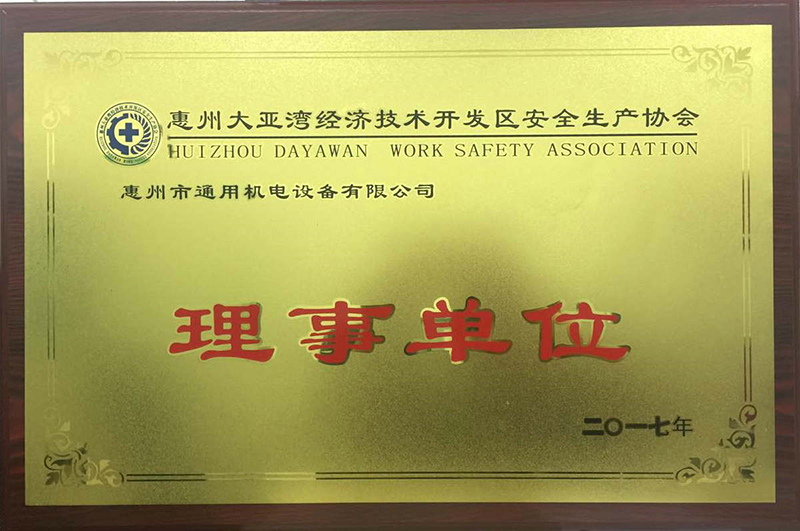 惠州大亚湾经济技术开发区安全生产协会
HUIZHOU DAYAWAN WORK SAFETY ASSOCIATION
惠州市通用机电设备有限公司
理事单位
二〇一七年